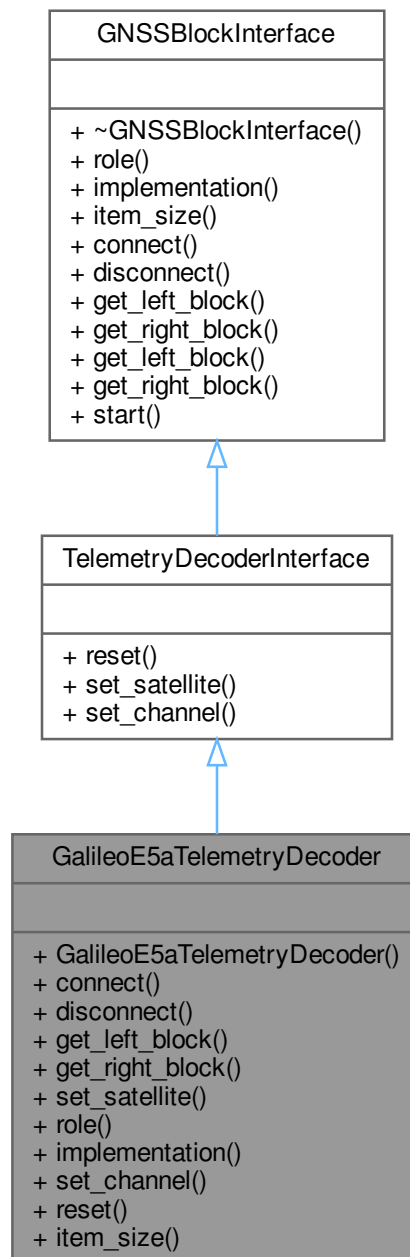 GNSSBlockInterface
+ ~GNSSBlockInterface()
+ role()
+ implementation()
+ item_size()
+ connect()
+ disconnect()
+ get_left_block()
+ get_right_block()
+ get_left_block()
+ get_right_block()
+ start()
TelemetryDecoderInterface
+ reset()
+ set_satellite()
+ set_channel()
GalileoE5aTelemetryDecoder
+ GalileoE5aTelemetryDecoder()
+ connect()
+ disconnect()
+ get_left_block()
+ get_right_block()
+ set_satellite()
+ role()
+ implementation()
+ set_channel()
+ reset()
+ item_size()